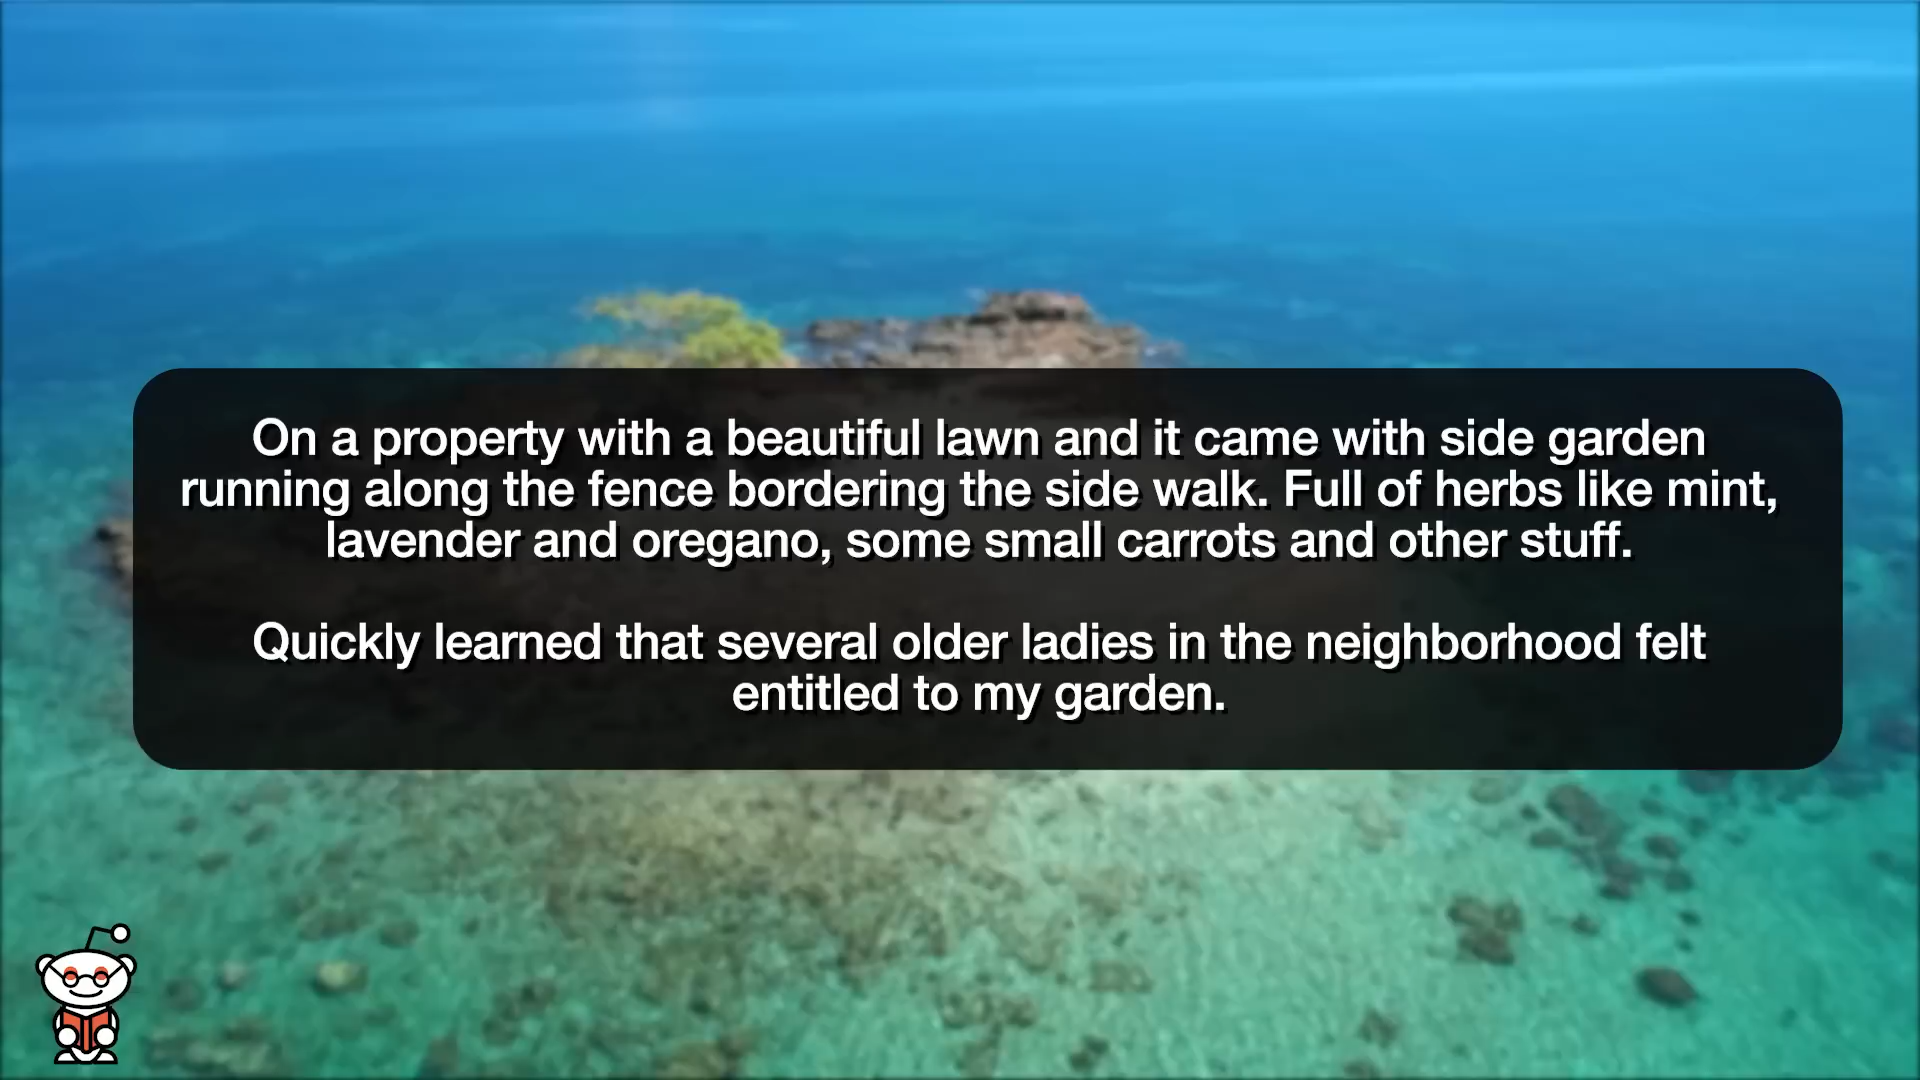 On a property with a beautiful lawn and it came with side garden
running along the fence bordering the side walk. Full of herbs like mint,
lavender and oregano, some small carrots and other stuff.
Quickly learned that several older ladies in the neighborhood felt
entitled to my garden.